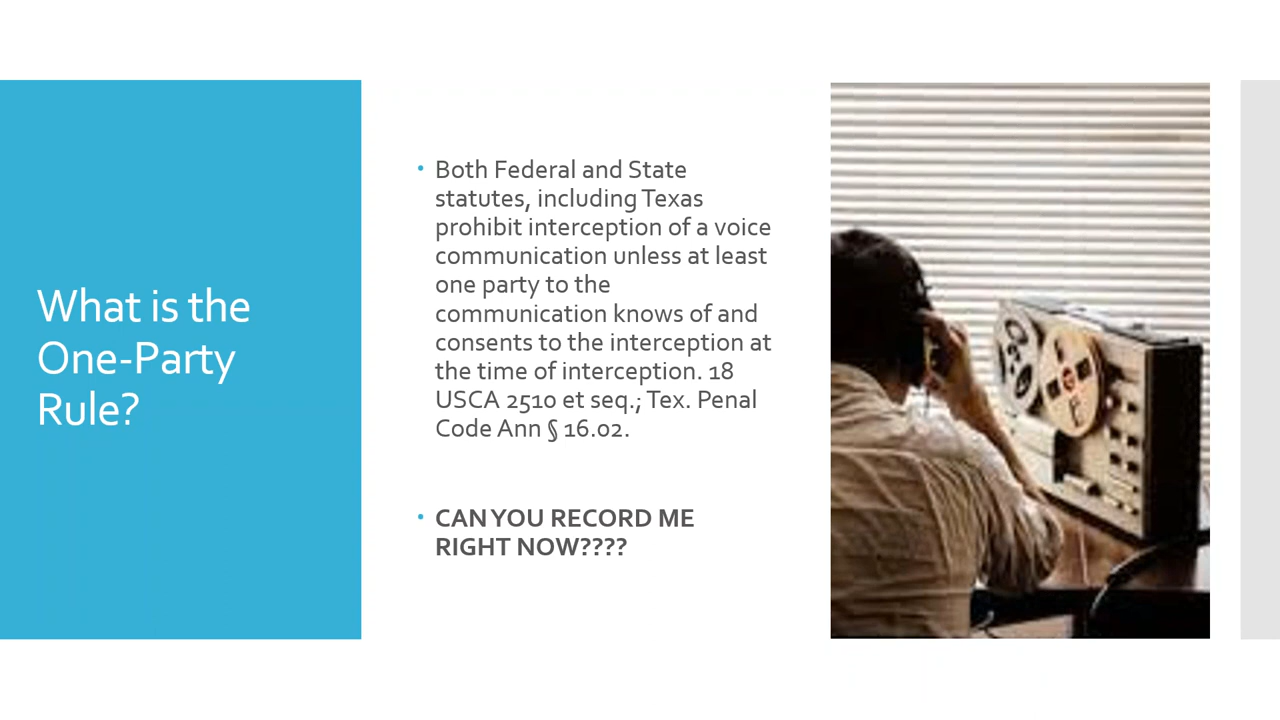 What is the
One-Party
Rule?
• Both Federal and State
statutes, including Texas
prohibit interception of a voice
communication unless at least
one party to the
communication knows of and
consents to the interception at
the time of interception. 18
USCA 2510 et seq.; Tex. Penal
Code Ann § 16.02.
• CAN YOU RECORD ME
RIGHT NOW????